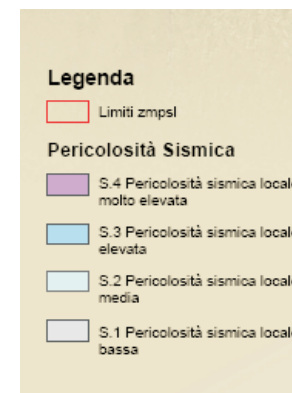 Legenda
Limiti zmpsl
Pericolosità Sismica
S.4 Pericolosità sismica locale
molto elevata
S.3 Pericolosità sismica locale
elevata
S.2 Pericolosità sismica locale
media
S.1 Pericolosità sismica locale
bassa